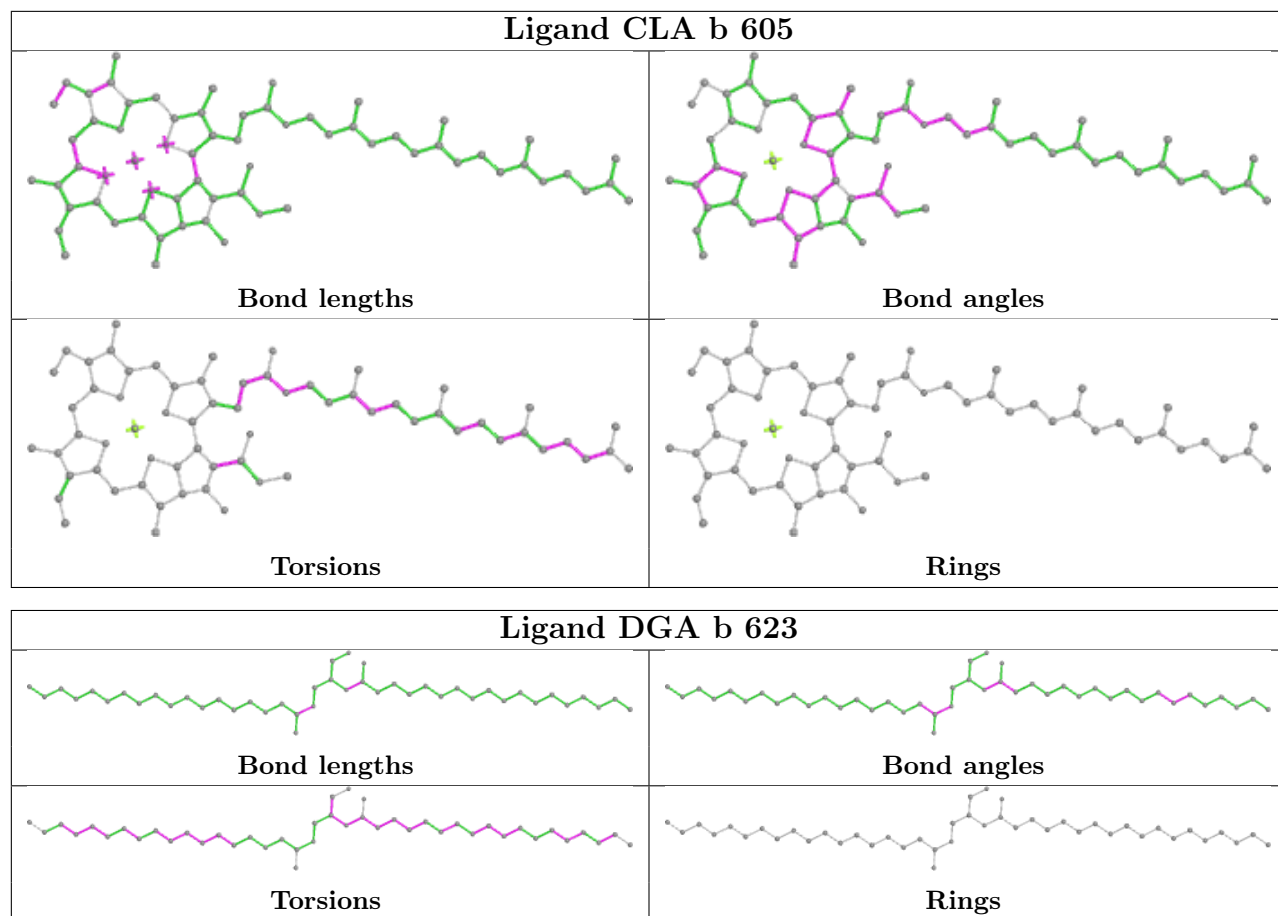 Ligand CLA b 605
Bond lengths
Bond angles
Torsions
Rings
Ligand DGA b 623
Bond lengths
Bond angles
Torsions
Rings